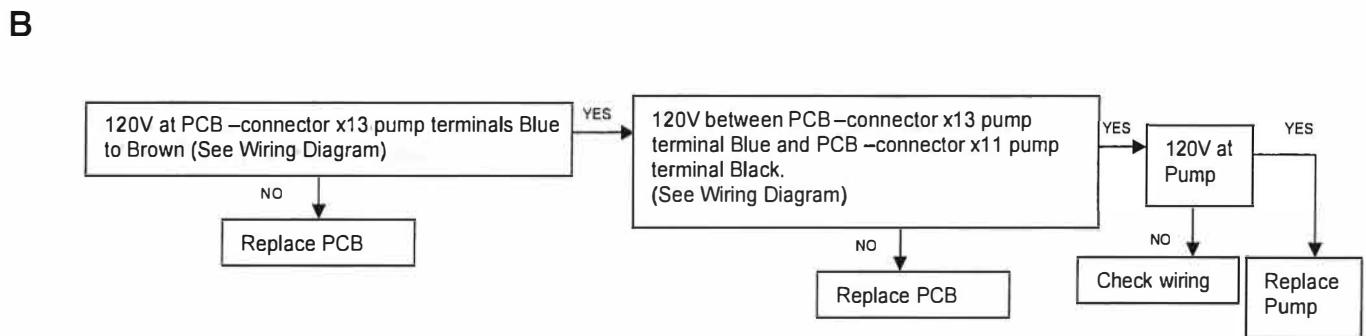 B
120V at PCB –connector x13 pump terminals Blue
to Brown (See Wiring Diagram)
YES
120V between PCB –connector x13 pump
terminal Blue and PCB –connector x11 pump
terminal Black.
(See Wiring Diagram)
YES
120V at
Pump
YES
NO
Replace PCB
NO
Replace PCB
NO
Check wiring
Replace
Pump